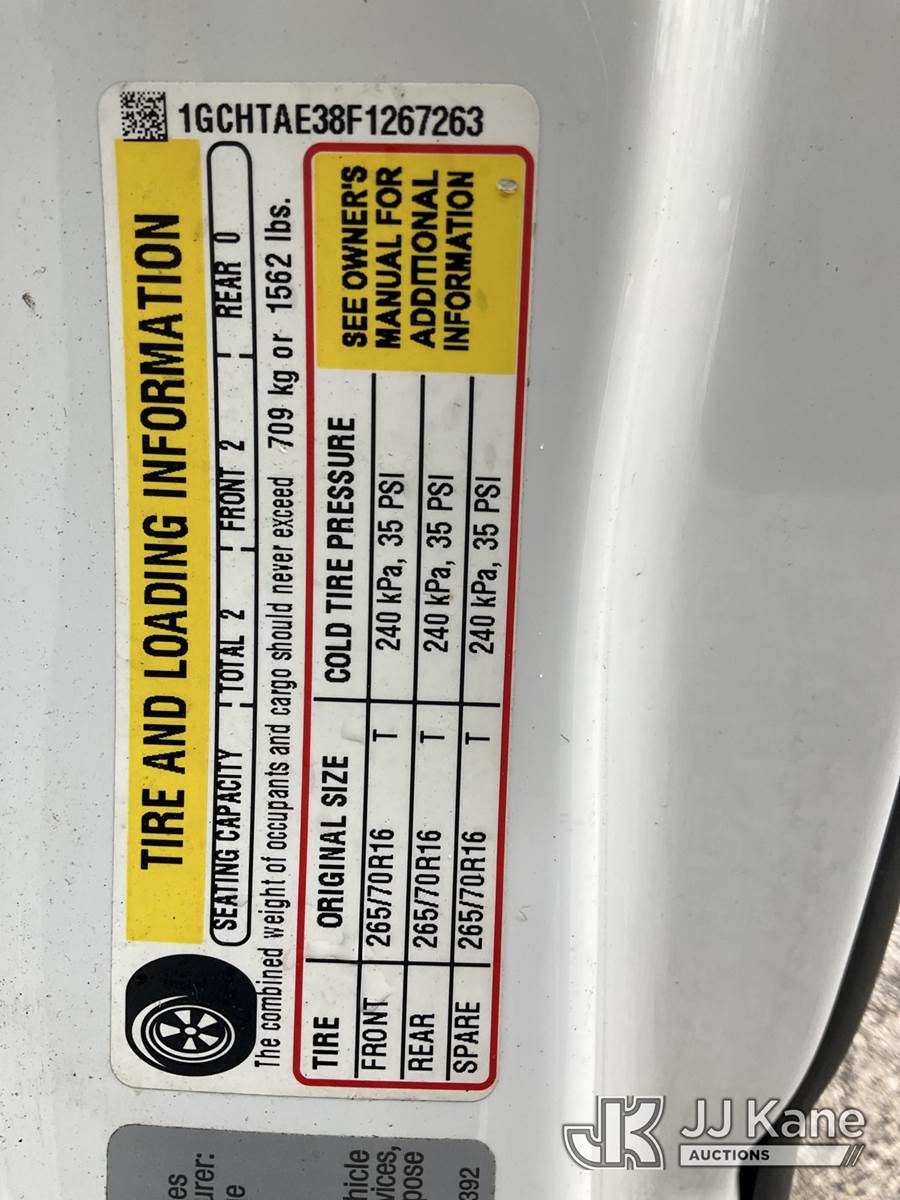 1GCHTAE38F1267263
TIRE AND LOADING INFORMATION
SEATING CAPACITY TOTAL 2 FRONT 2 REAR 0
The combined weight of occupants and cargo should never exceed 709 kg or 1562 lbs.
TIRE ORIGINAL SIZE COLD TIRE PRESSURE
FRONT 265/70R16 T 240 kPa, 35 PSI
REAR 265/70R16 T 240 kPa, 35 PSI
SPARE 265/70R16 T 240 kPa, 35 PSI
SEE OWNER'S
MANUAL FOR
ADDITIONAL
INFORMATION
392
JJ Kane
AUCTIONS